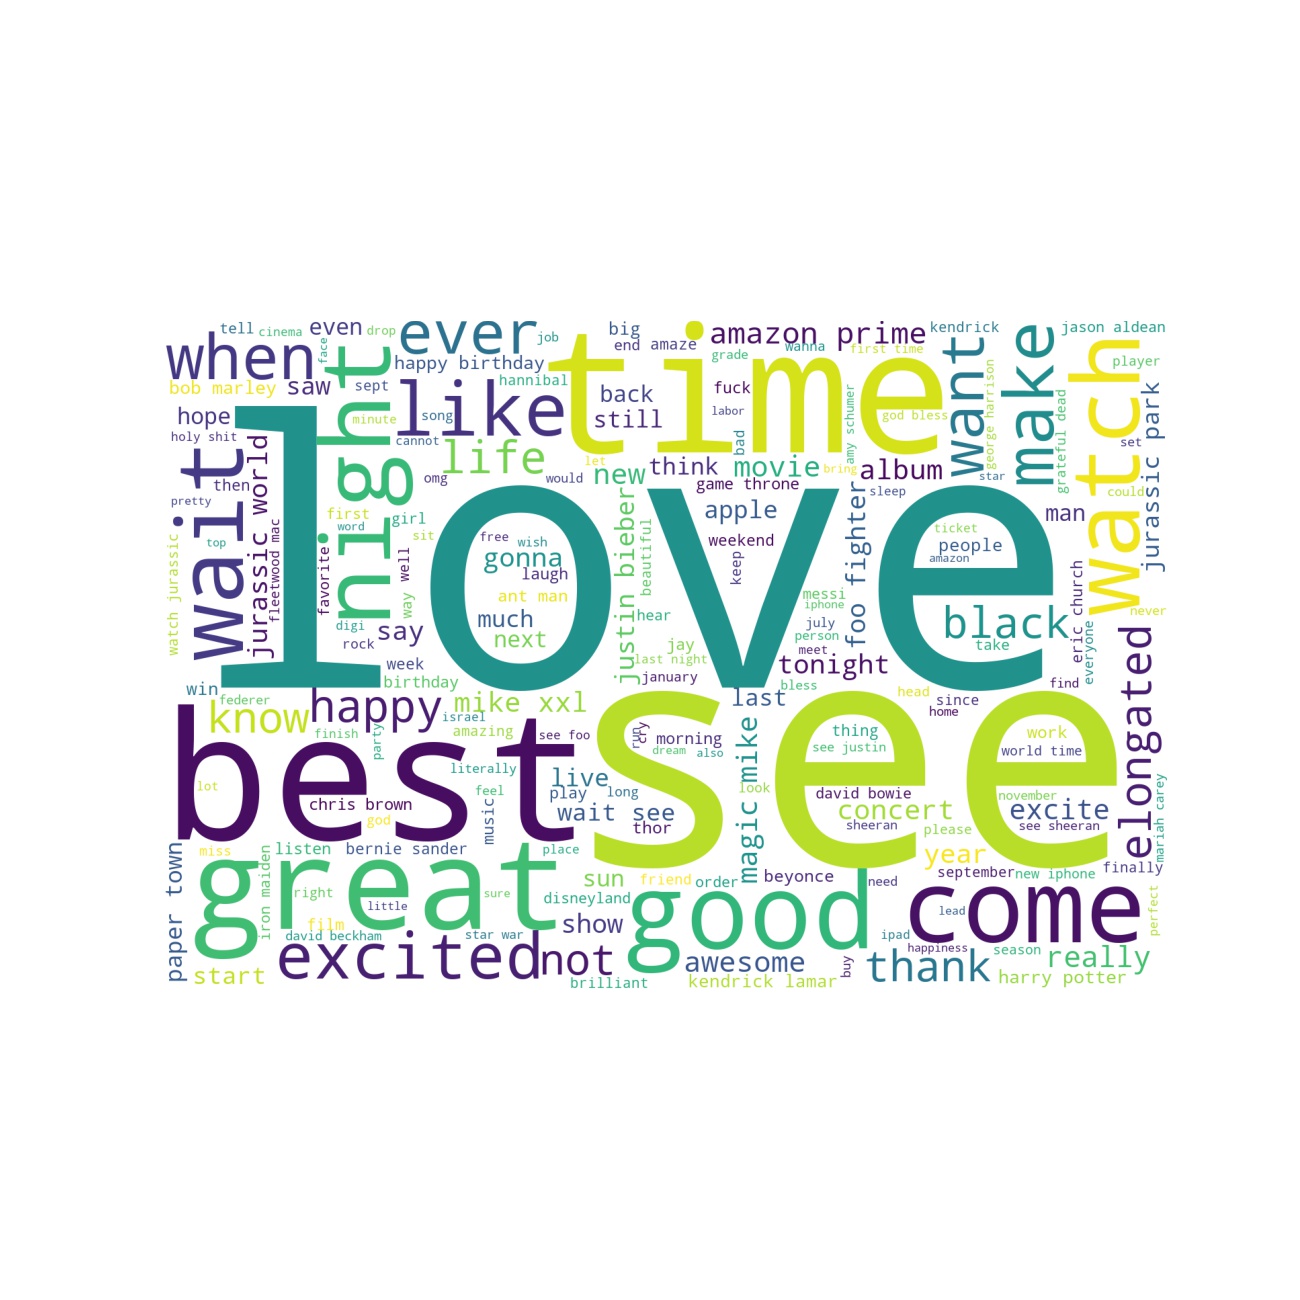 tell
cinema
even
drop
ever
job
big
end
amaze
amazon prime
wanna
first time
kendrick
jason aldean
when
face
happy birthday
time
grade
want
make
watch
player
bob marley
saw
sept
night
hannibal
like
back
still
fuck
labor
god bless
amy schumer
george harrison
grateful dead
jurassic park
hope
holy shit
minute
song
cannot
life
let
new
think
bad
movie
bring
album
star
set
wait
then
jurassic world
omg
would
game throne
sleep
could
pretty
first
word
girl
sit
love
apple
foo fighter
man
top
fleetwood mac
favorite
well
way
free
wish
gonna
laugh
ant man
much
next
justin bieber
beautiful
weekend
keep
ticket
people
amazon
messi
iphone
july
person
meet
black
take
eric church
everyone
never
watch jurassic
digi
rock
say
hear
jay
last night
january
tonight
bless
week
birthday
win
federer
happy
mike xxl
last
head
since
home
find
elongated
know
finish
party
israel
amazing
see foo
run
cry
morning
dream
also
thing
see justin
work
world time
best
see
lot
literally
feel
live
play
long
look
magic mike
david bowie
concert
november
excite
chris brown
god
music
wait see
thor
sheeran
please
see sheeran
mariah carey
miss
listen
bernie sander
place
year
finally
paper town
great
iron maiden
right
little
sure
sun
friend
order
beyonce
need
september
new iphone
disneyland
good
come
lead
perfect
film
david beckham
star war
show
ipad
happiness
season
really
start
excited
not
awesome
buy
thank
brilliant
kendrick lamar
harry potter